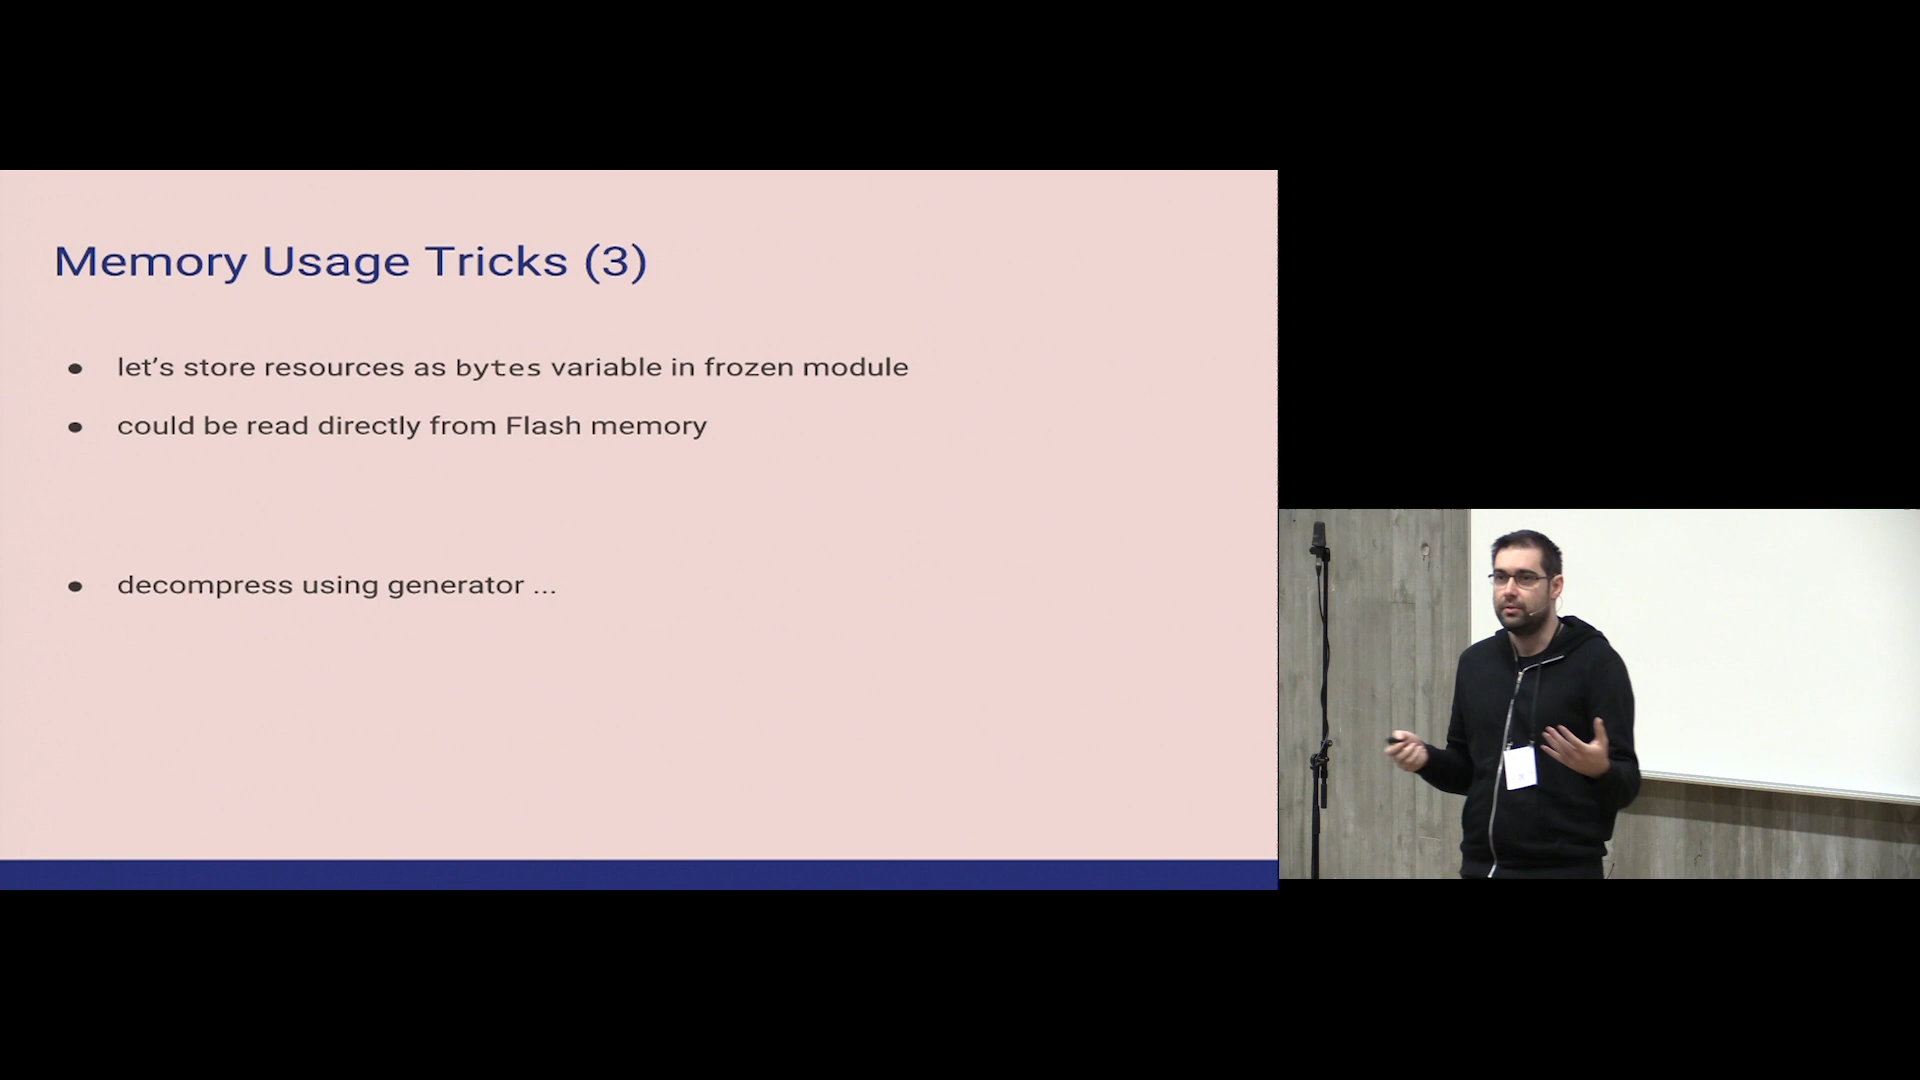 Memory Usage Tricks (3)
● let’s store resources as bytes variable in frozen module
● could be read directly from Flash memory
● decompress using generator ...